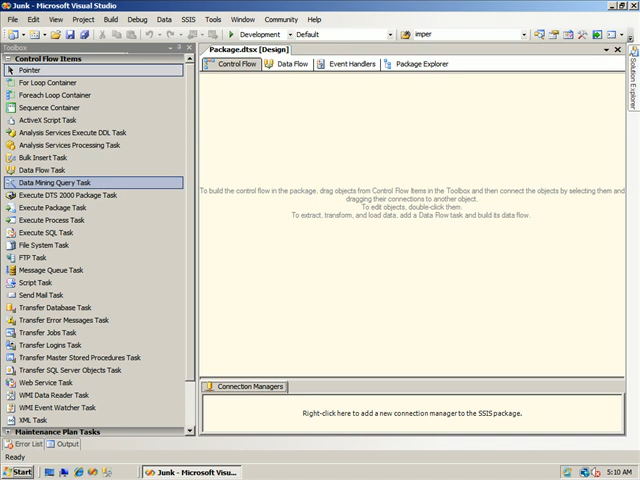 Junk - Microsoft Visual Studio
File Edit View Project Build Debug Data SSIS Tools Window Community Help
Development Default imper
Toolbox
Control Flow Items
Pointer
For Loop Container
Foreach Loop Container
Sequence Container
ActiveX Script Task
Analysis Services Execute DDL Task
Analysis Services Processing Task
Bulk Insert Task
Data Flow Task
Data Mining Query Task
Execute DTS 2000 Package Task
Execute Package Task
Execute Process Task
Execute SQL Task
File System Task
FTP Task
Message Queue Task
Script Task
Send Mail Task
Transfer Database Task
Transfer Error Messages Task
Transfer Jobs Task
Transfer Logins Task
Transfer Master Stored Procedures Task
Transfer SQL Server Objects Task
Web Service Task
WMI Data Reader Task
WMI Event Watcher Task
XML Task
Maintenance Plan Tasks
Package.dtsx [Design]
Control Flow Data Flow Event Handlers Package Explorer
To build the control flow in the package, drag objects from Control Flow Items in the Toolbox and then connect the objects by selecting them and
dragging their connections to another object.
To edit objects, double-click them.
To extract, transform, and load data, add a Data Flow task and build its data flow.
Connection Managers
Right-click here to add a new connection manager to the SSIS package.
Solution Explorer
Error List Output
Ready
Start Junk - Microsoft Visu... 5:10 AM